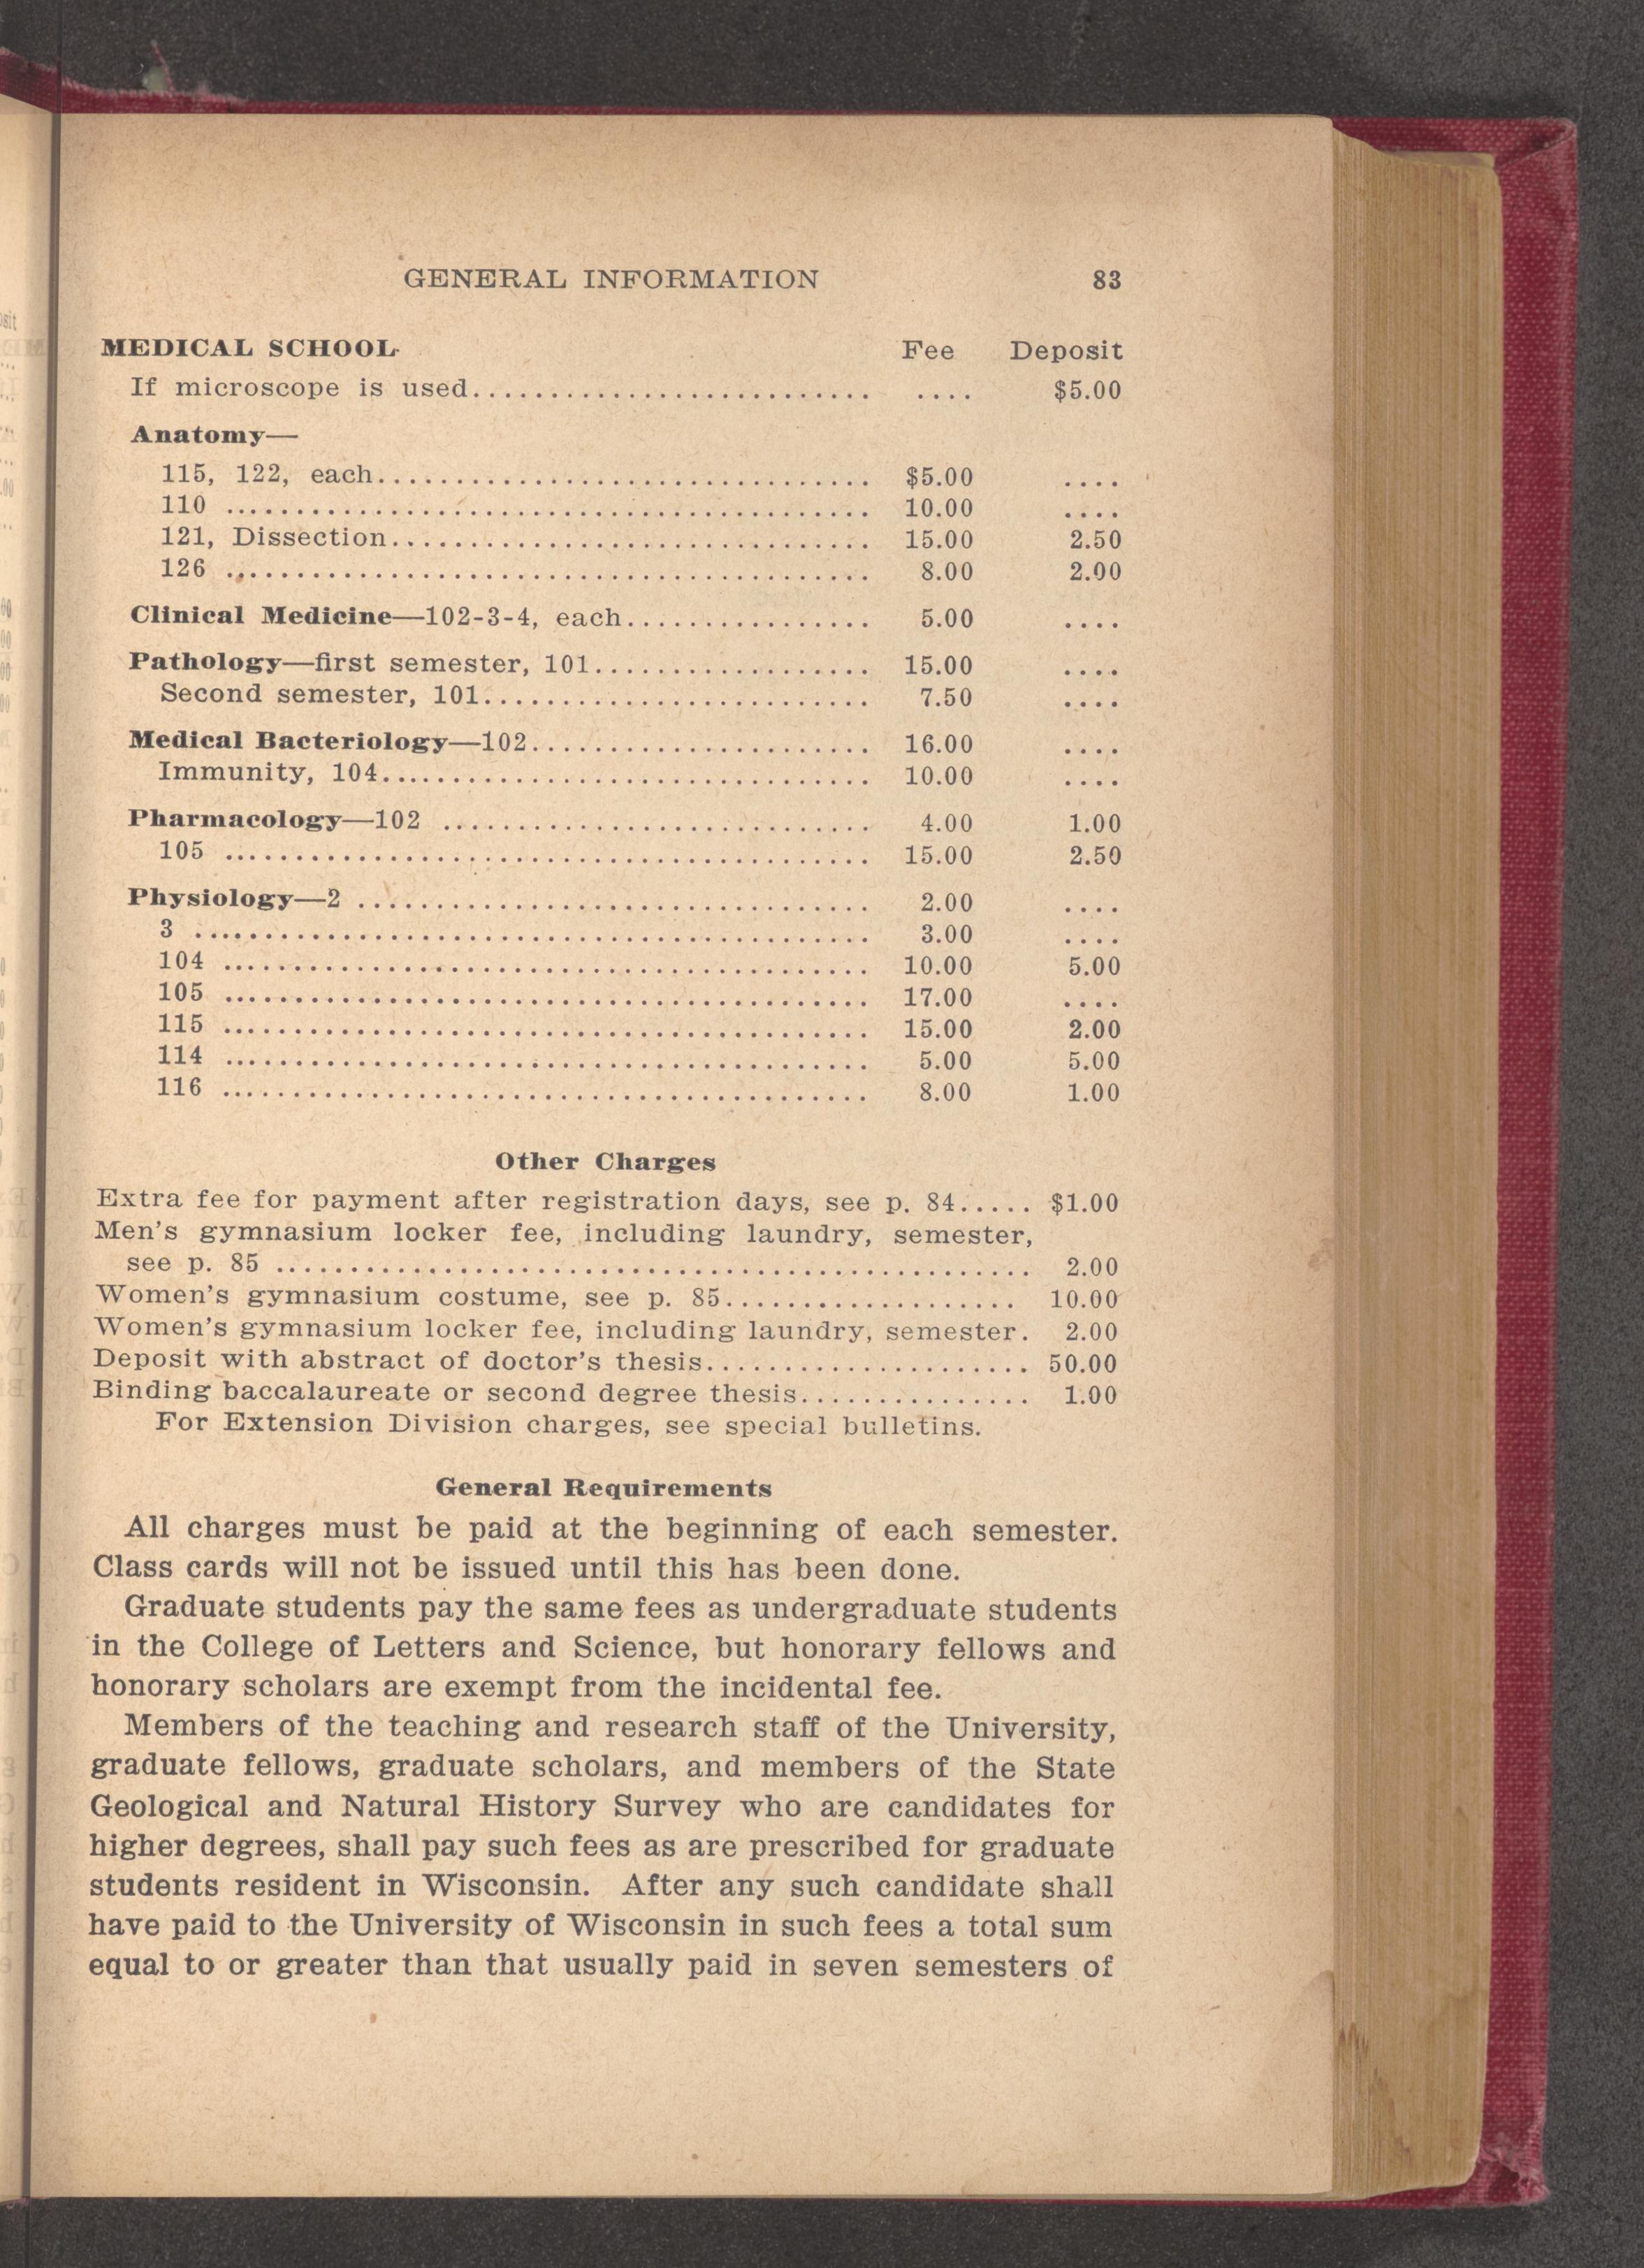 GENERAL INFORMATION 83
MEDICAL SCHOOL Fee Deposit
If microscope is used.......................... .... $5.00
Anatomy—
115, 122, each................................ $5.00 ....
110 .......................................... 10.00 ....
121, Dissection............................... 15.00 2.50
126 .......................................... 8.00 2.00
Clinical Medicine—102-3-4, each................ 5.00 ....
Pathology—first semester, 101.................. 15.00 ....
Second semester, 101......................... 7.50 ....
Medical Bacteriology—102...................... 16.00 ....
Immunity, 104................................ 10.00 ....
Pharmacology—102 ............................ 4.00 1.00
105 .......................................... 15.00 2.50
Physiology—2 ................................. 2.00 ....
3 ............................................ 3.00 ....
104 .......................................... 10.00 5.00
105 .......................................... 17.00 ....
115 .......................................... 15.00 2.00
114 .......................................... 5.00 5.00
116 .......................................... 8.00 1.00
Other Charges
Extra fee for payment after registration days, see p. 84..... $1.00
Men's gymnasium locker fee, including laundry, semester,
see p. 85 .................................................. 2.00
Women's gymnasium costume, see p. 85................... 10.00
Women's gymnasium locker fee, including laundry, semester. 2.00
Deposit with abstract of doctor's thesis..................... 50.00
Binding baccalaureate or second degree thesis............... 1.00
For Extension Division charges, see special bulletins.
General Requirements
All charges must be paid at the beginning of each semester.
Class cards will not be issued until this has been done.
Graduate students pay the same fees as undergraduate students
in the College of Letters and Science, but honorary fellows and
honorary scholars are exempt from the incidental fee.
Members of the teaching and research staff of the University,
graduate fellows, graduate scholars, and members of the State
Geological and Natural History Survey who are candidates for
higher degrees, shall pay such fees as are prescribed for graduate
students resident in Wisconsin. After any such candidate shall
have paid to the University of Wisconsin in such fees a total sum
equal to or greater than that usually paid in seven semesters of